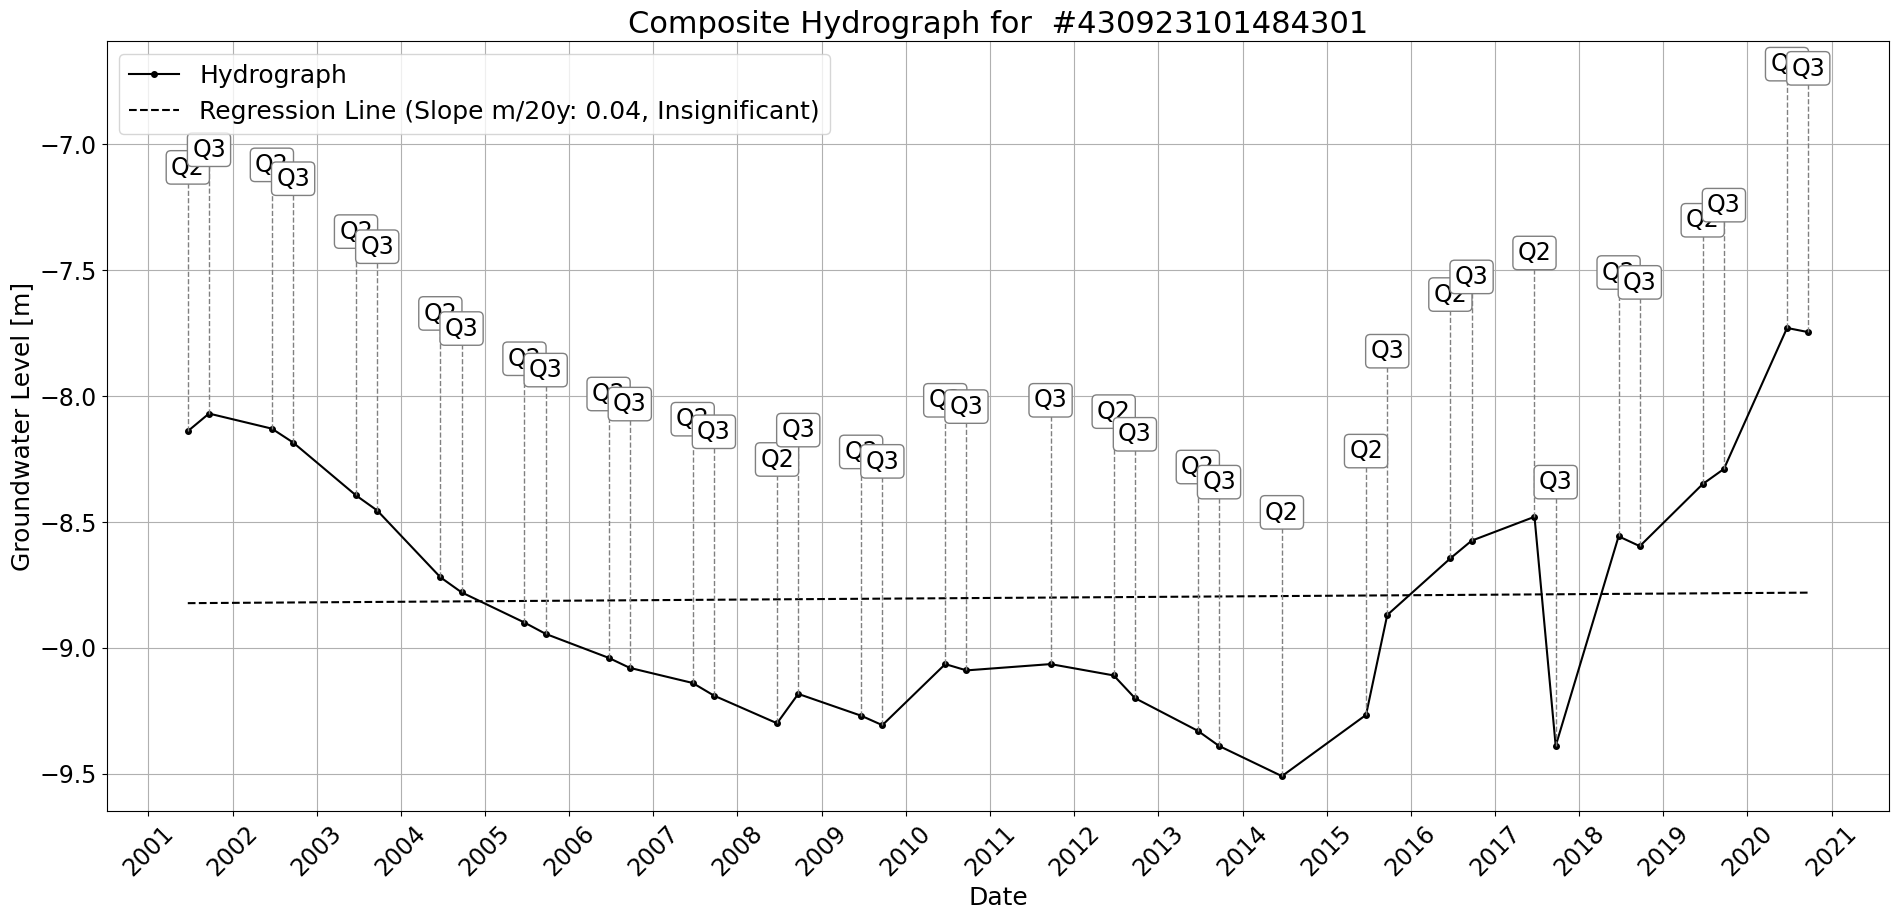 Composite Hydrograph for  #430923101484301
Hydrograph
Regression Line (Slope m/20y: 0.04, Insignificant)
Groundwater Level [m]
−7.0
−7.5
−8.0
−8.5
−9.0
−9.5
Q2
Q3
Q2
Q3
Q2
Q3
Q2
Q3
Q2
Q3
Q2
Q3
Q2
Q3
Q2
Q3
Q2
Q3
Q2
Q3
Q3
Q2
Q3
Q2
Q3
Q2
Q2
Q3
Q2
Q3
Q2
Q3
Q2
Q3
Q2
Q3
Q2
Q3
2001
2002
2003
2004
2005
2006
2007
2008
2009
2010
2011
2012
2013
2014
2015
2016
2017
2018
2019
2020
2021
Date